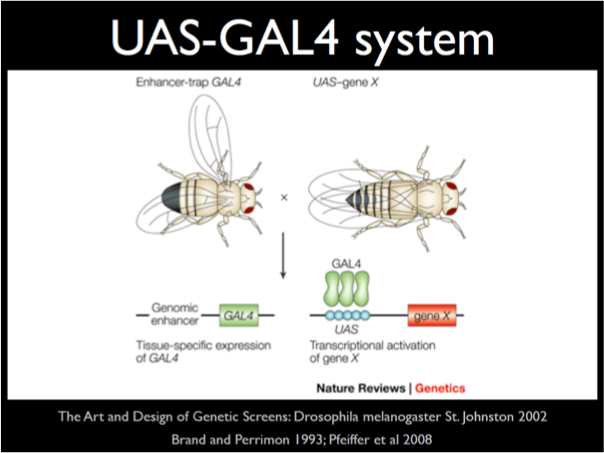 UAS-GAL4 system
Enhancer-trap GAL4
UAS–gene X
×
GAL4
Genomic
enhancer
GAL4
UAS
gene X
Tissue-specific expression
of GAL4
Transcriptional activation
of gene X
Nature Reviews | Genetics
The Art and Design of Genetic Screens: Drosophila melanogaster St. Johnston 2002
Brand and Perrimon 1993; Pfeiffer et al 2008